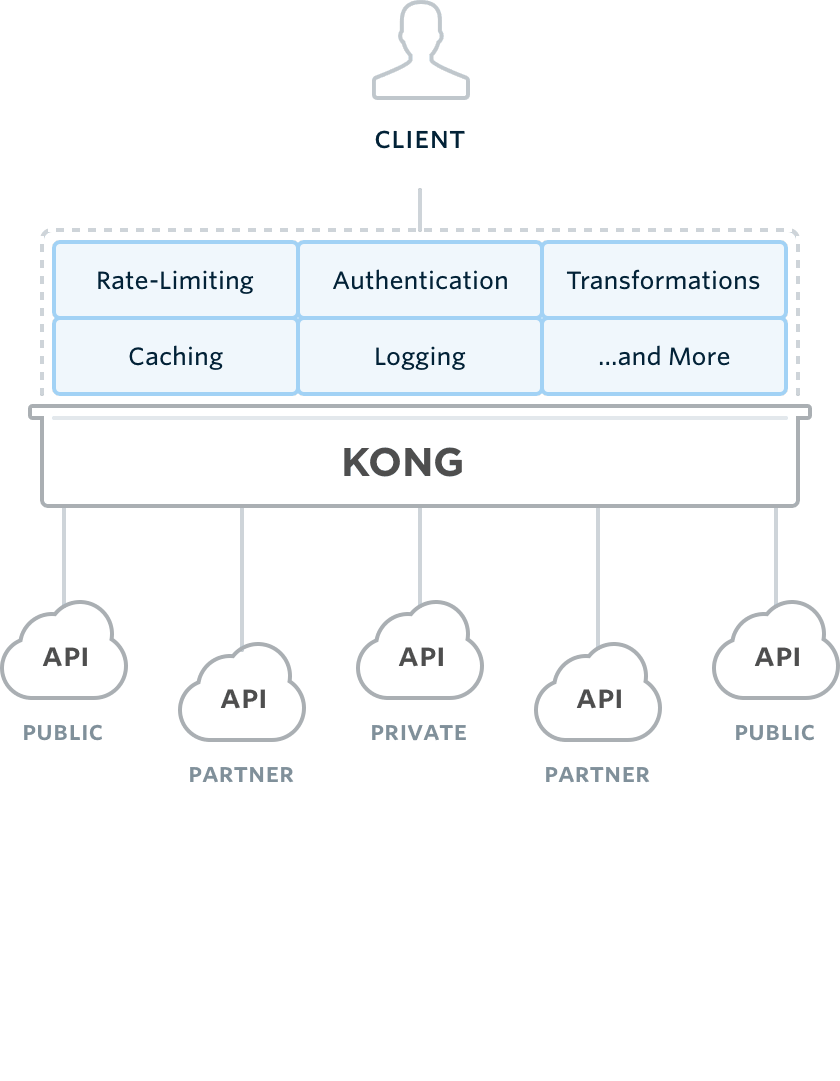 CLIENT
Rate-Limiting
Authentication
Transformations
Caching
Logging
...and More
KONG
API
API
API
API
API
PUBLIC
PRIVATE
PUBLIC
PARTNER
PARTNER